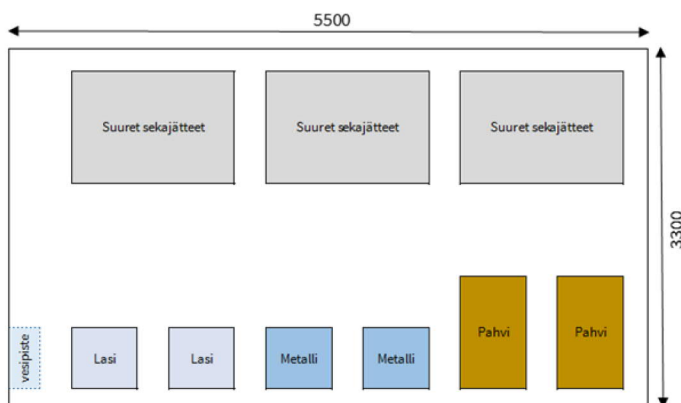 5500
Suuret sekajätteet
Suuret sekajätteet
Suuret sekajätteet
3300
vesipiste
Lasi
Lasi
Metalli
Metalli
Pahvi
Pahvi